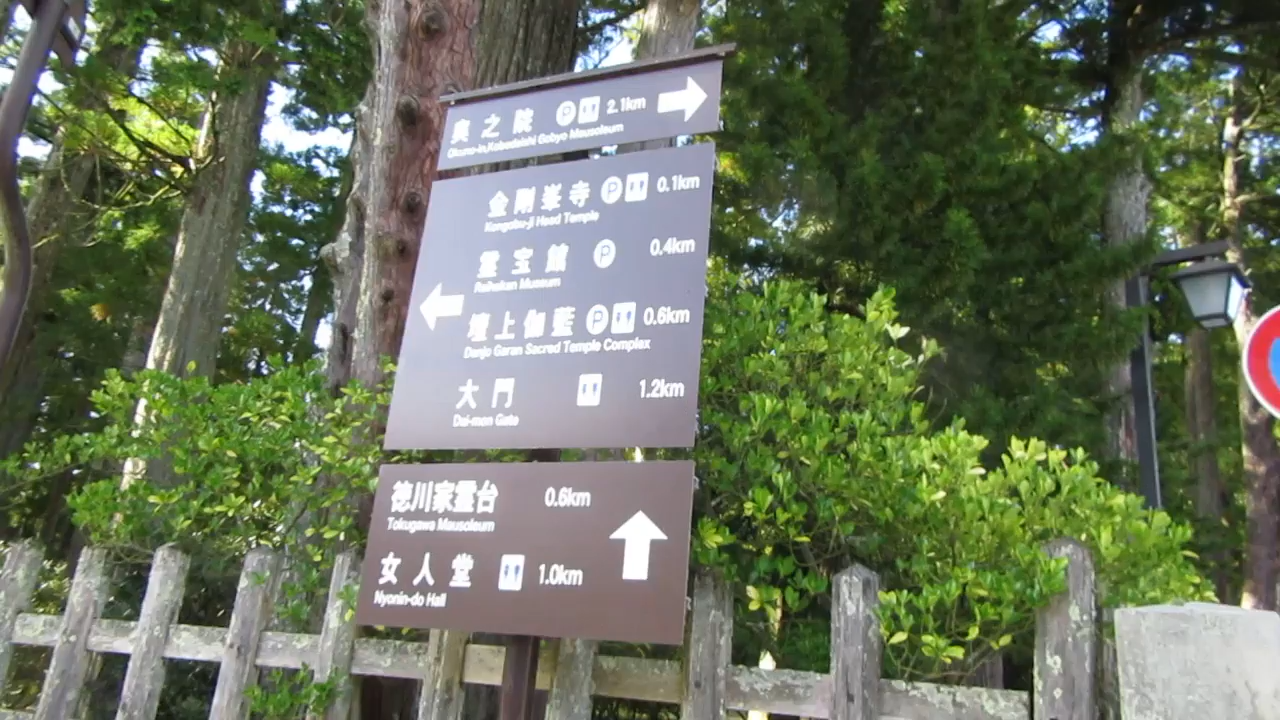 奥之院 P 2.1km
Okuno-in,Kobodaishi Gobyo Mausoleum
金剛峯寺 P 0.1km
Kongobu-ji Head Temple
霊宝館 P 0.4km
Reihokan Museum
壇上伽藍 P 0.6km
Danjo Garan Sacred Temple Complex
大門 1.2km
Dai-mon Gate
徳川家霊台 0.6km
Tokugawa Mausoleum
女人堂 1.0km
Nyonin-do Hall